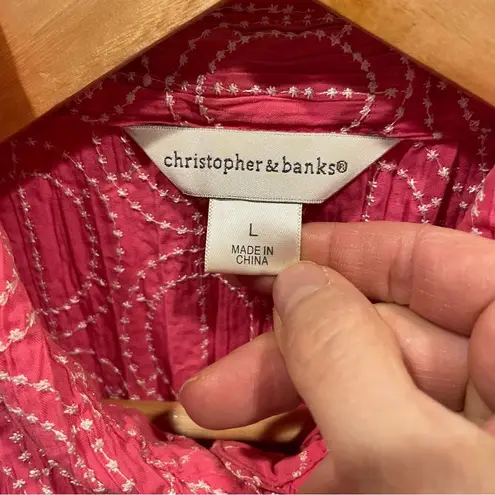 christopher & banks®
L
MADE IN
CHINA